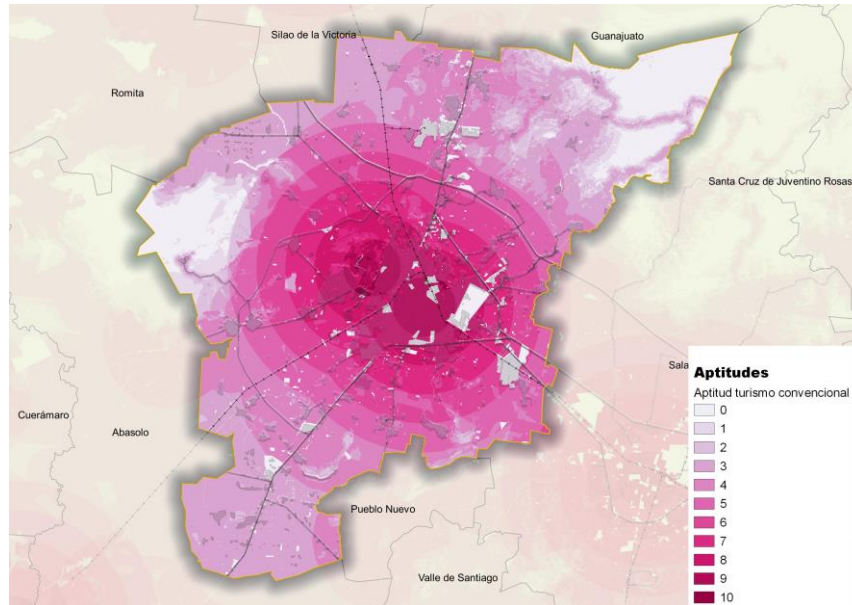 Silao de la Victoria
Guanajuato
Romita
Santa Cruz de Juventino Rosas
Cuerámaro
Abasolo
Pueblo Nuevo
Valle de Santiago
Sala
Aptitudes
Aptitud turismo convencional
0
1
2
3
4
5
6
7
8
9
10